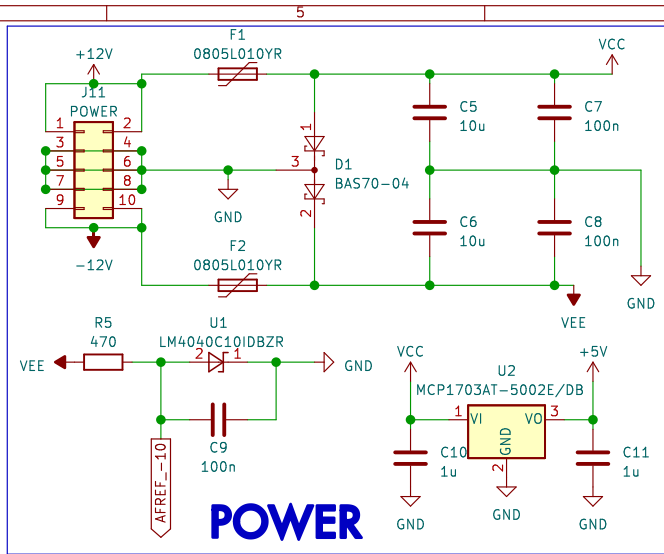 5
F1
0805L010YR
+12V
VCC
J11
POWER
1
2
3
4
5
6
7
8
9
10
-12V
GND
1
3
2
D1
BAS70-04
C5
10u
C7
100n
C6
10u
C8
100n
F2
0805L010YR
VEE
GND
R5
470
VEE
U1
LM4040C10IDBZR
2
1
GND
C9
100n
AFREF_-10
VCC
U2
MCP1703AT-5002E/DB
+5V
1
VI
VO
3
GND
2
C10
1u
C11
1u
GND
GND
GND
POWER